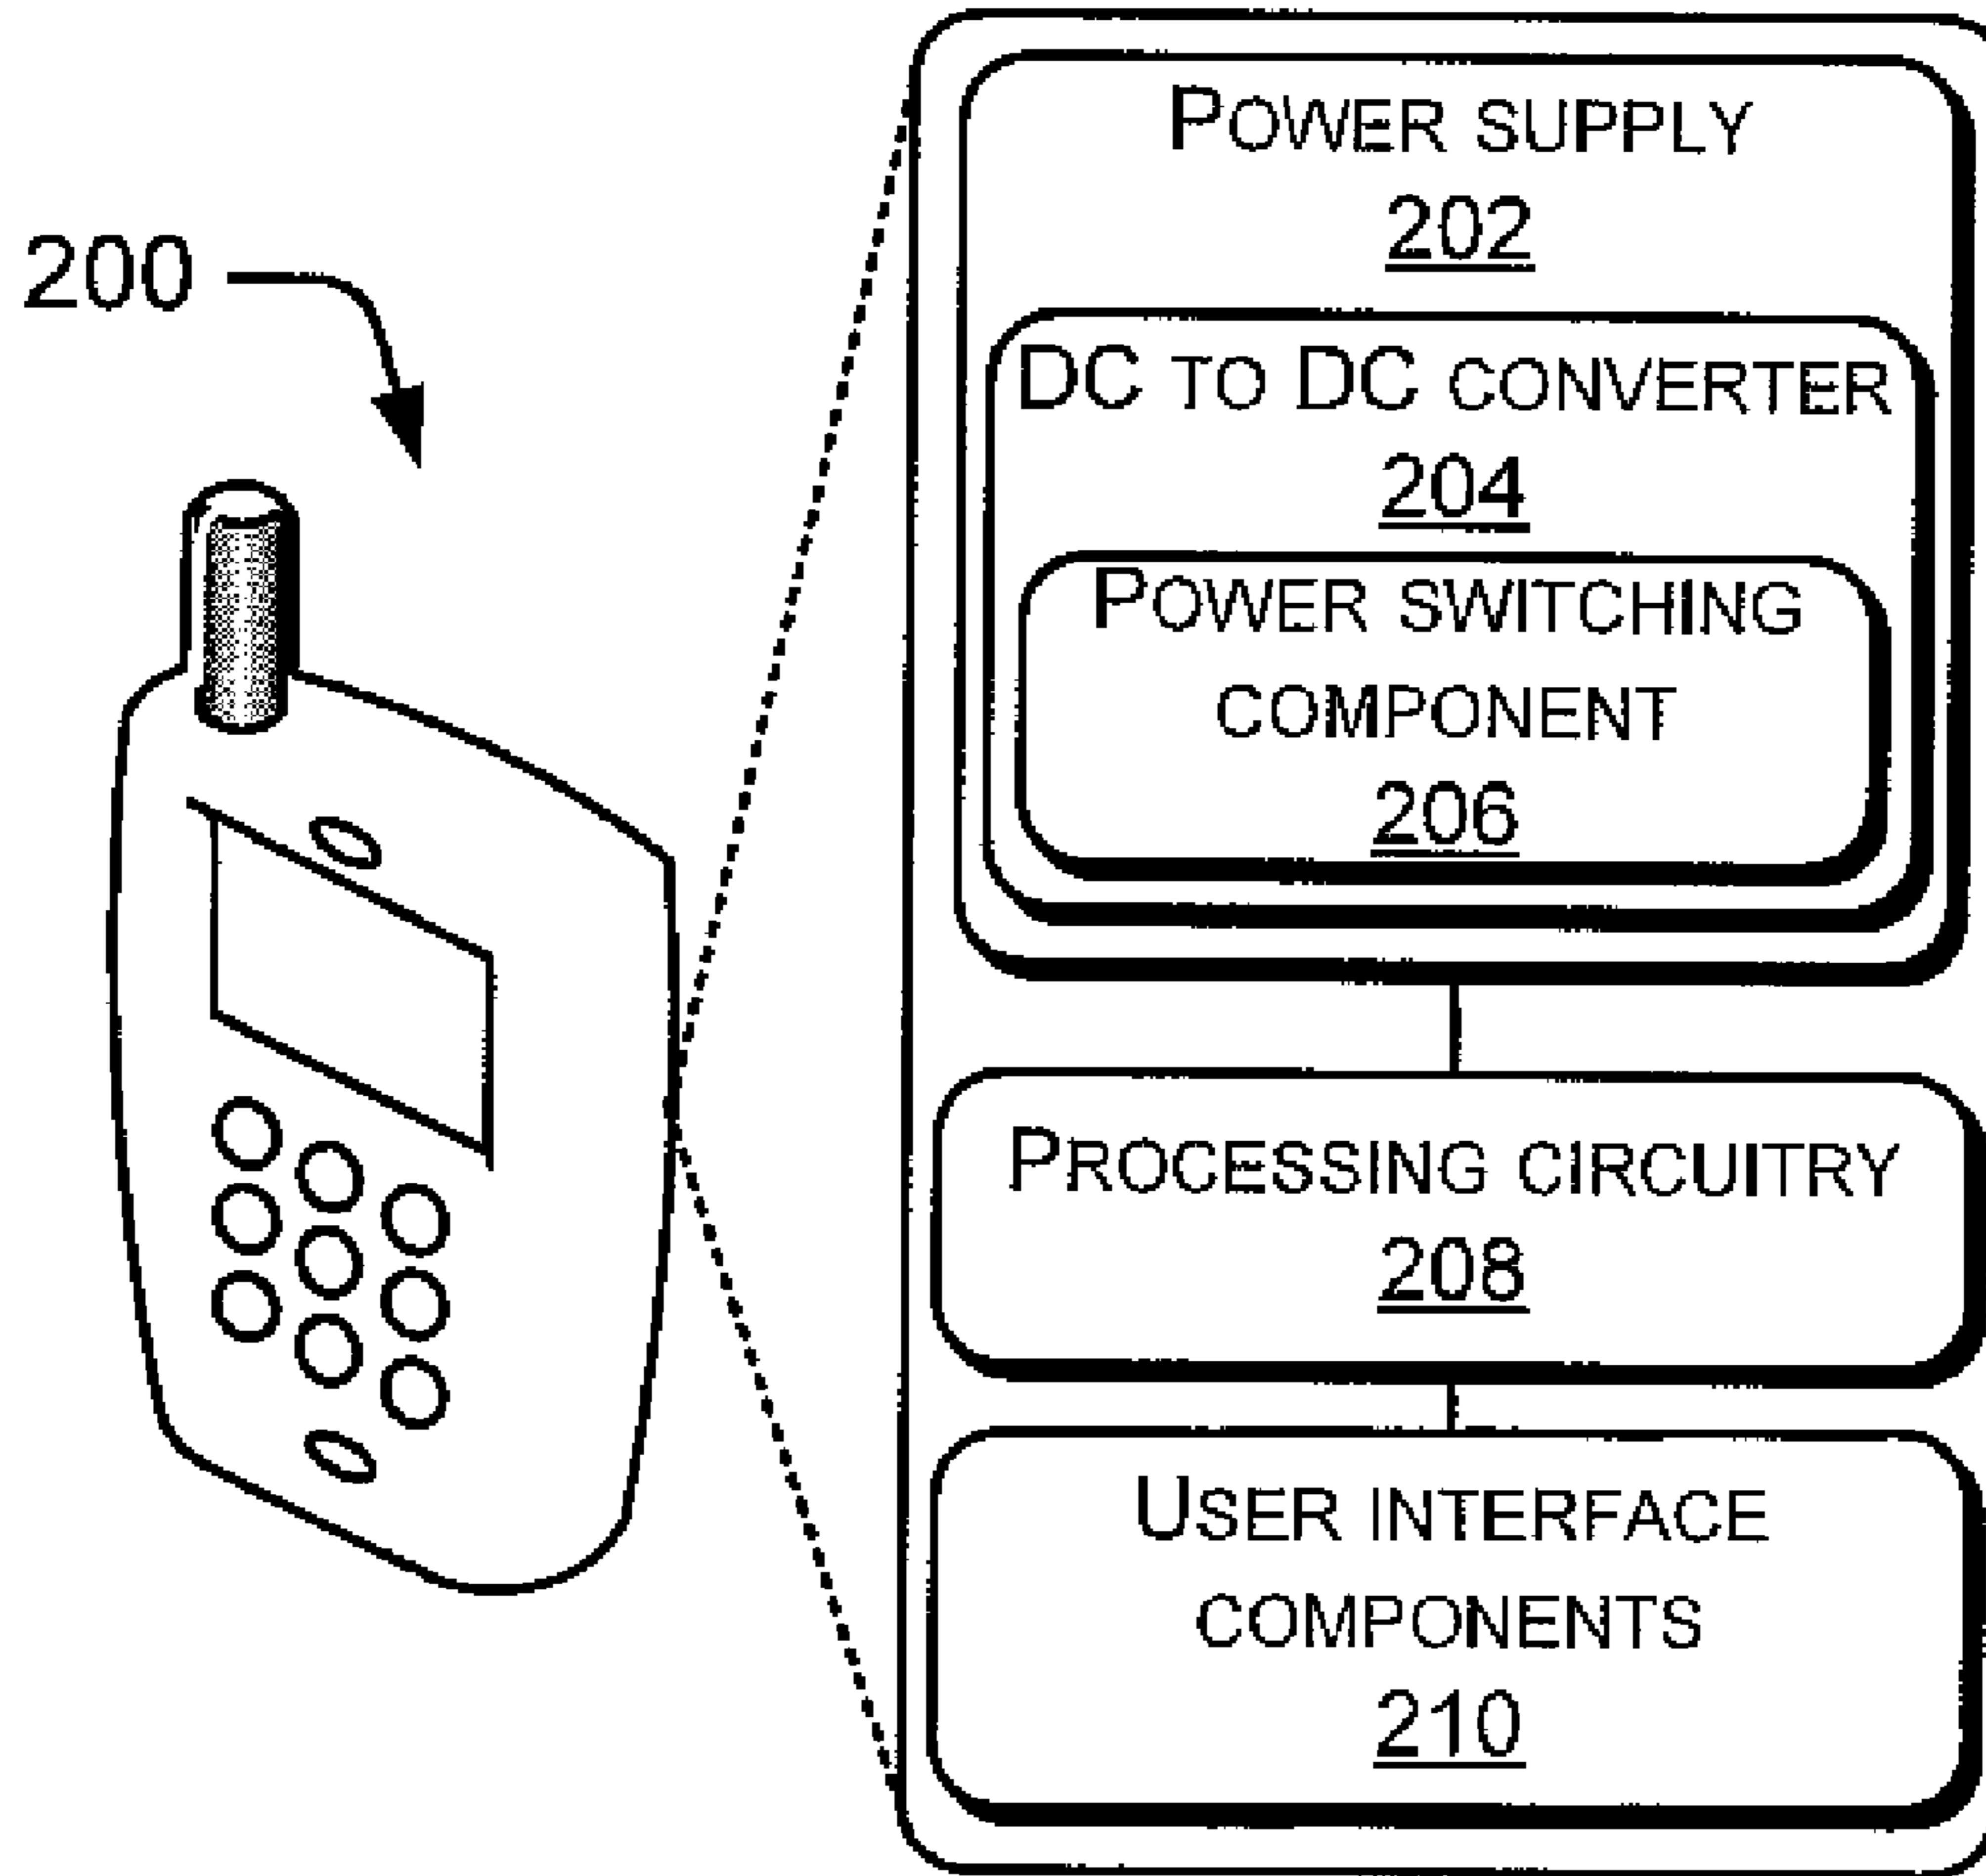 200
POWER SUPPLY
202
DC TO DC CONVERTER
204
POWER SWITCHING
COMPONENT
206
PROCESSING CIRCUITRY
208
USER INTERFACE
COMPONENTS
210